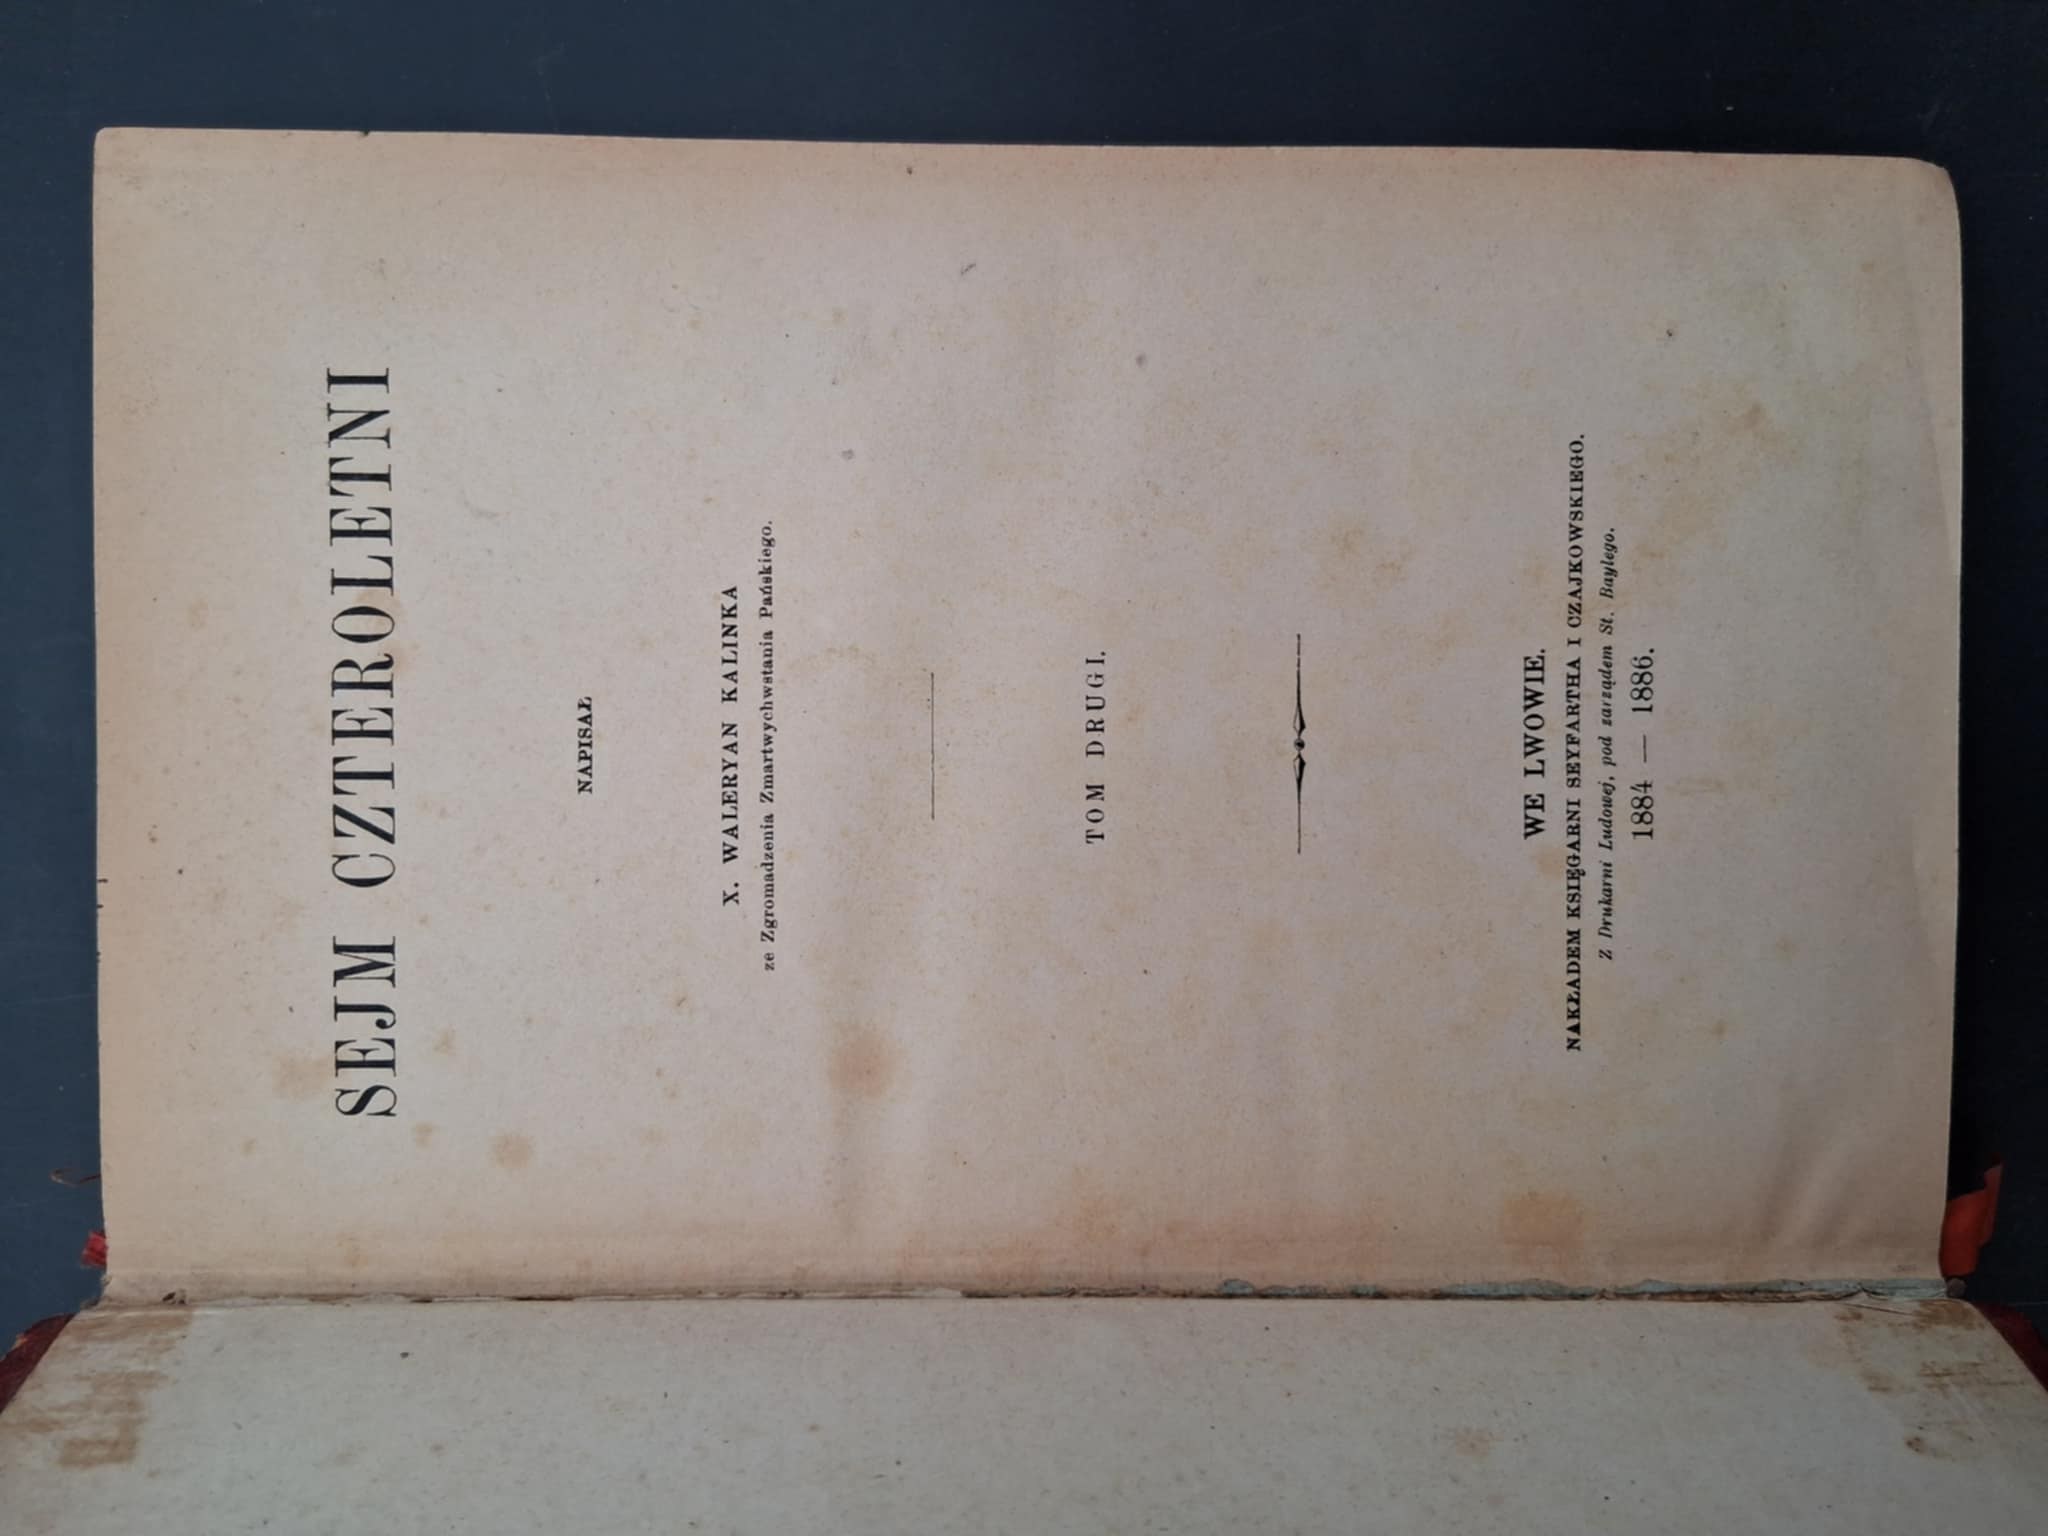 SEJM CZTEROLETNI
NAPISAŁ
X. WALERYAN KALINKA
ze Zgromadzenia Zmartwychwstania Pańskiego.
TOM DRUGI.
WE LWOWIE.
NAKŁADEM KSIĘGARNI SEYFARTHA I CZAJKOWSKIEGO.
Z Drukarni Ludowej, pod zarządem St. Baylego.
1884 — 1886.